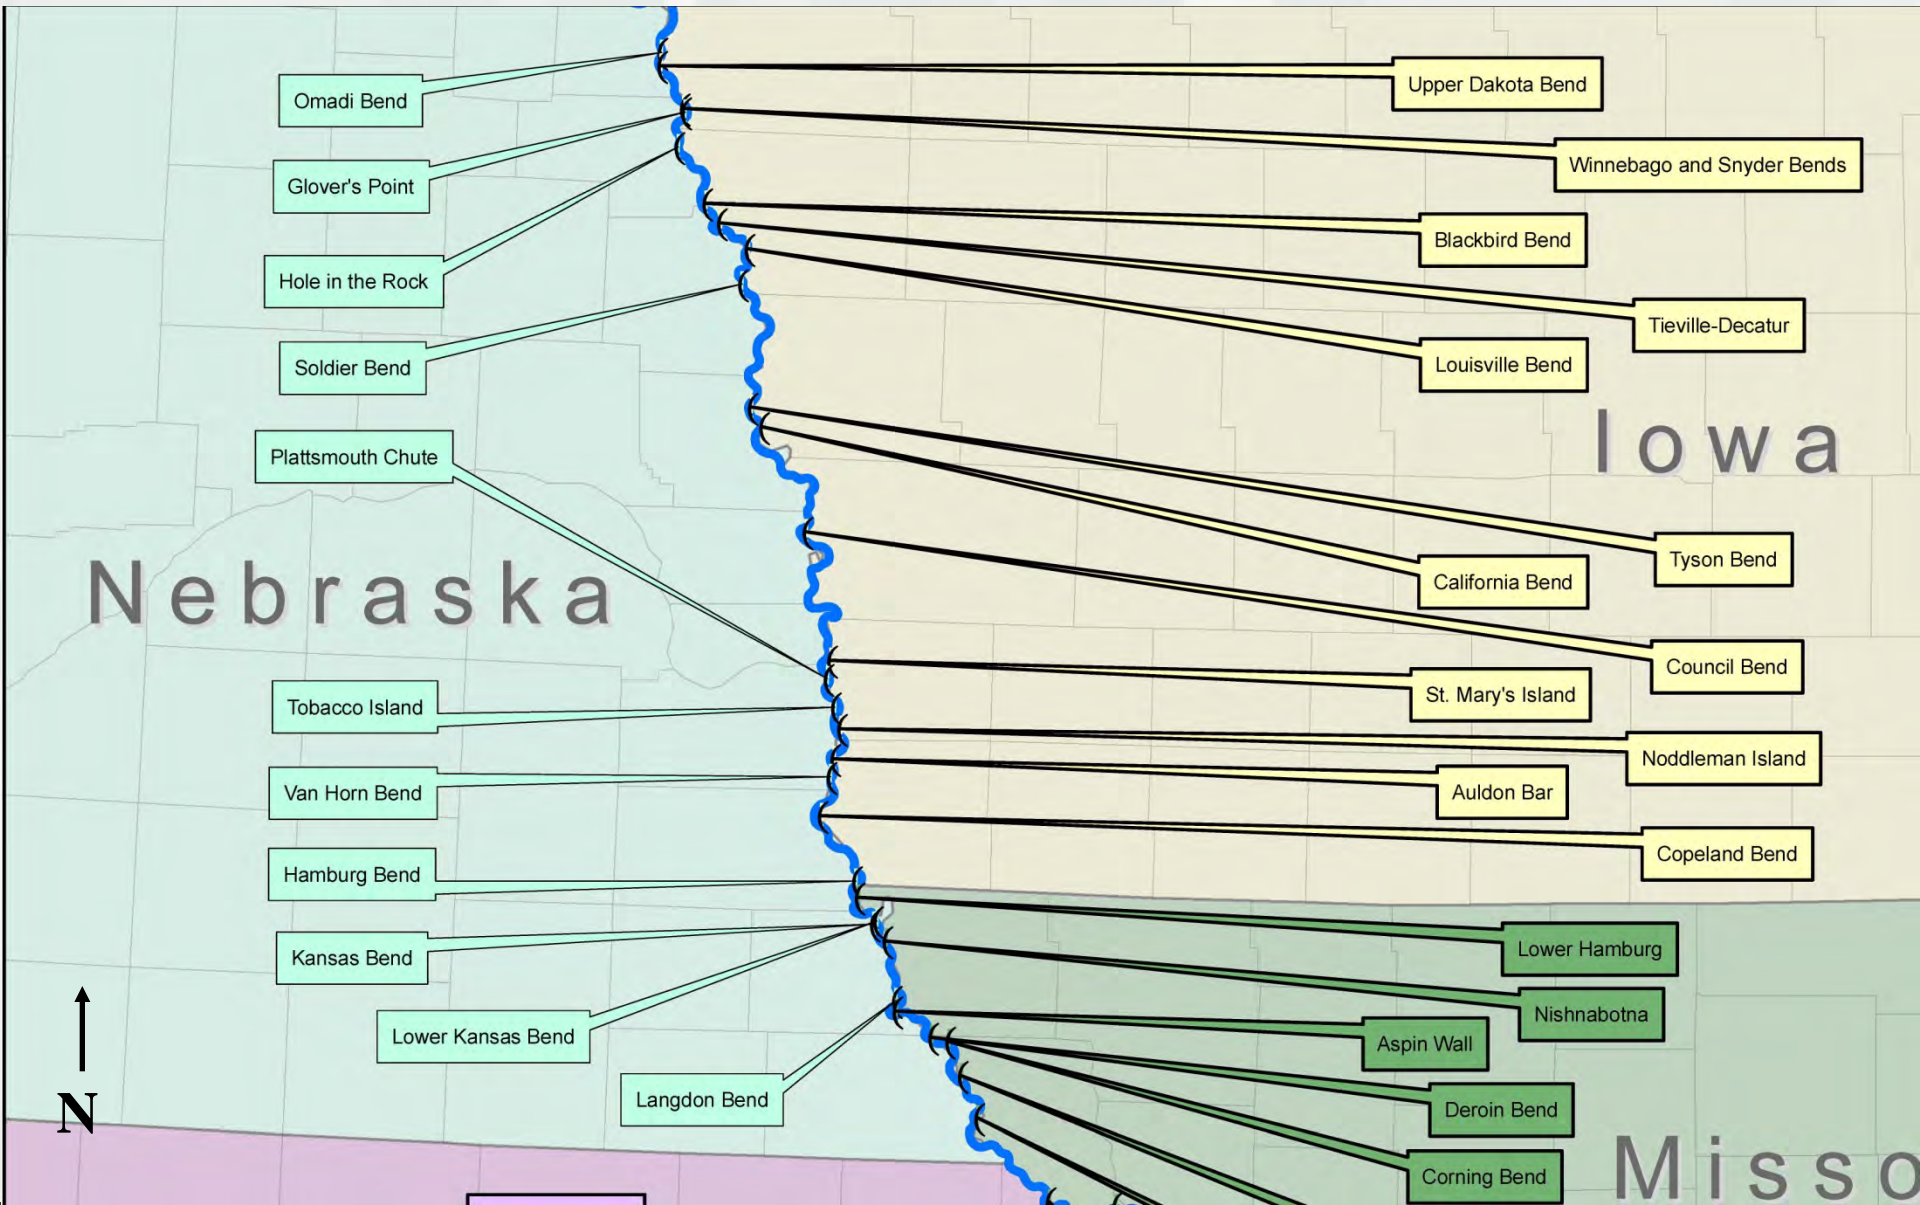 Omadi Bend
Upper Dakota Bend
Winnebago and Snyder Bends
Glover's Point
Blackbird Bend
Hole in the Rock
Tieville-Decatur
Soldier Bend
Louisville Bend
Iowa
Plattsmouth Chute
Tyson Bend
California Bend
Nebraska
Council Bend
St. Mary's Island
Tobacco Island
Noddleman Island
Van Horn Bend
Auldon Bar
Copeland Bend
Hamburg Bend
Lower Hamburg
Kansas Bend
Nishnabotna
Lower Kansas Bend
Aspin Wall
Langdon Bend
Deroin Bend
N
Corning Bend
Misso